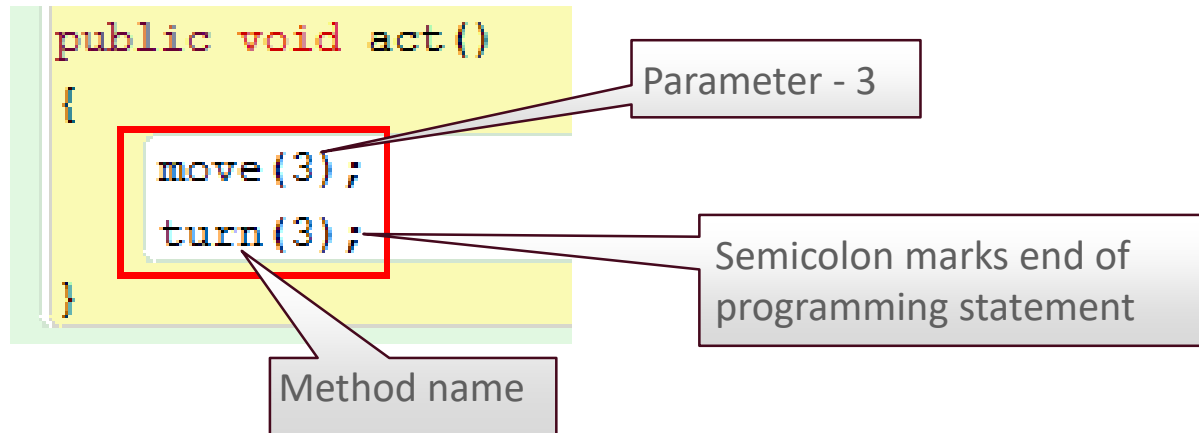 public void act()
Parameter - 3
{
move(3);
turn(3);
Semicolon marks end of
programming statement
}
Method name